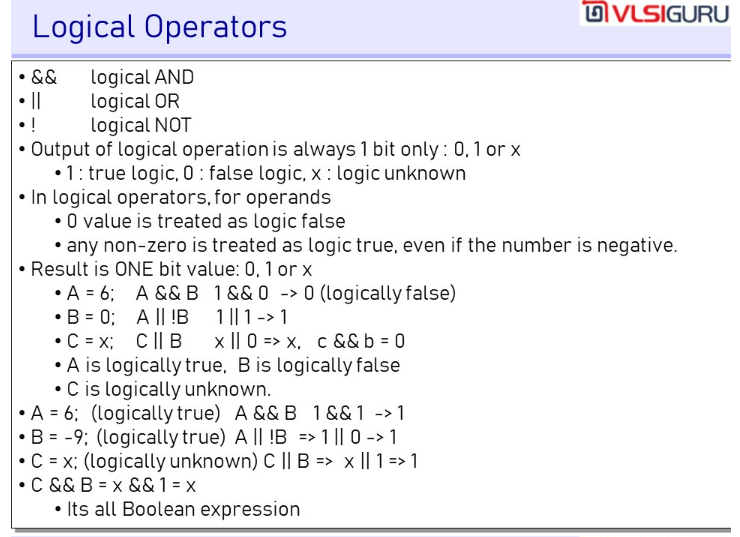 Logical Operators
VLSIGURU
• && logical AND
• || logical OR
• ! logical NOT
• Output of logical operation is always 1 bit only : 0, 1 or x
• 1 : true logic, 0 : false logic, x : logic unknown
• In logical operators, for operands
• 0 value is treated as logic false
• any non-zero is treated as logic true, even if the number is negative.
• Result is ONE bit value: 0, 1 or x
• A = 6; A && B 1 && 0 -> 0 (logically false)
• B = 0; A || !B 1 || 1 -> 1
• C = x; C || B x || 0 => x, c && b = 0
• A is logically true, B is logically false
• C is logically unknown.
• A = 6; (logically true) A && B 1 && 1 -> 1
• B = -9; (logically true) A || !B => 1 || 0 -> 1
• C = x; (logically unknown) C || B => x || 1 => 1
• C && B = x && 1 = x
• Its all Boolean expression